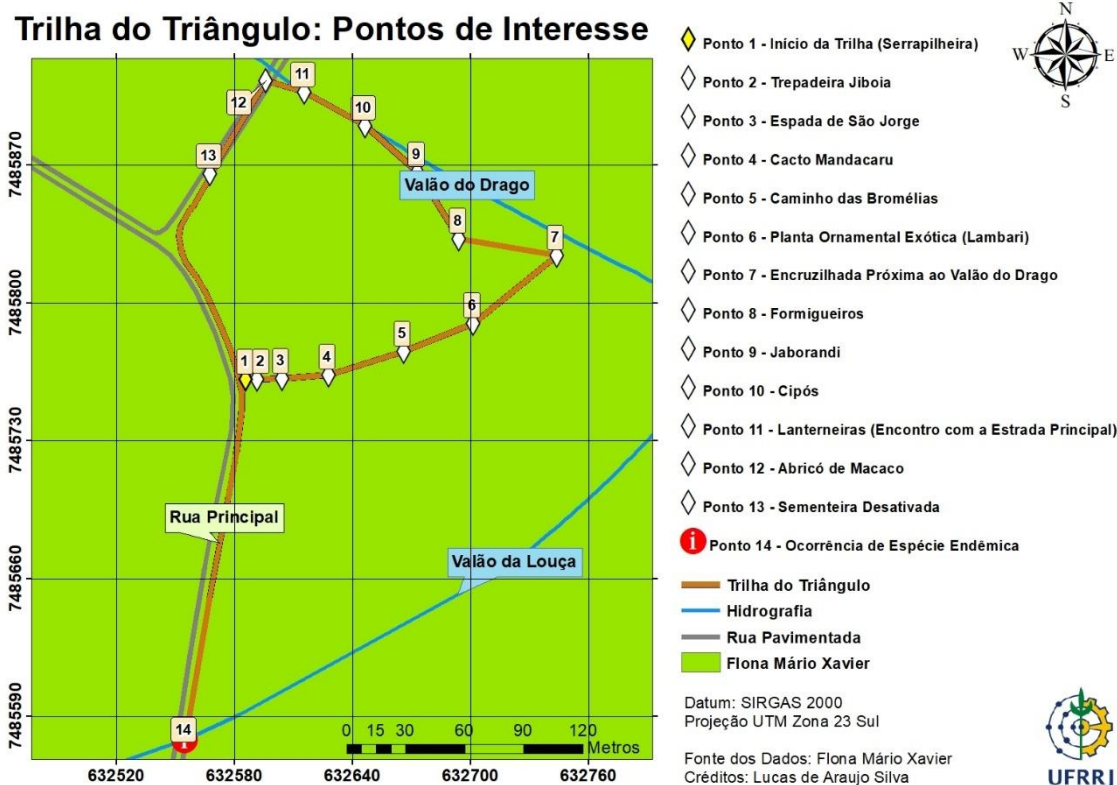 Trilha do Triângulo: Pontos de Interesse
N
W E
S
11
12
10
13
9
Valão do Drago
8
7
6
5
1 2 3 4
Rua Principal
Valão da Louça
14
0 15 30 60 90 120
Metros
7485870
7485800
7485730
7485660
7485590
632520 632580 632640 632700 632760
Ponto 1 - Início da Trilha (Serrapilheira)
Ponto 2 - Trepadeira Jiboia
Ponto 3 - Espada de São Jorge
Ponto 4 - Cacto Mandacaru
Ponto 5 - Caminho das Bromélias
Ponto 6 - Planta Ornamental Exótica (Lambari)
Ponto 7 - Encruzilhada Próxima ao Valão do Drago
Ponto 8 - Formigueiros
Ponto 9 - Jaborandi
Ponto 10 - Cipós
Ponto 11 - Lanterneiras (Encontro com a Estrada Principal)
Ponto 12 - Abricó de Macaco
Ponto 13 - Sementeira Desativada
i Ponto 14 - Ocorrência de Espécie Endêmica
Trilha do Triângulo
Hidrografia
Rua Pavimentada
Flona Mário Xavier
Datum: SIRGAS 2000
Projeção UTM Zona 23 Sul
Fonte dos Dados: Flona Mário Xavier
Créditos: Lucas de Araujo Silva
UFRRJ